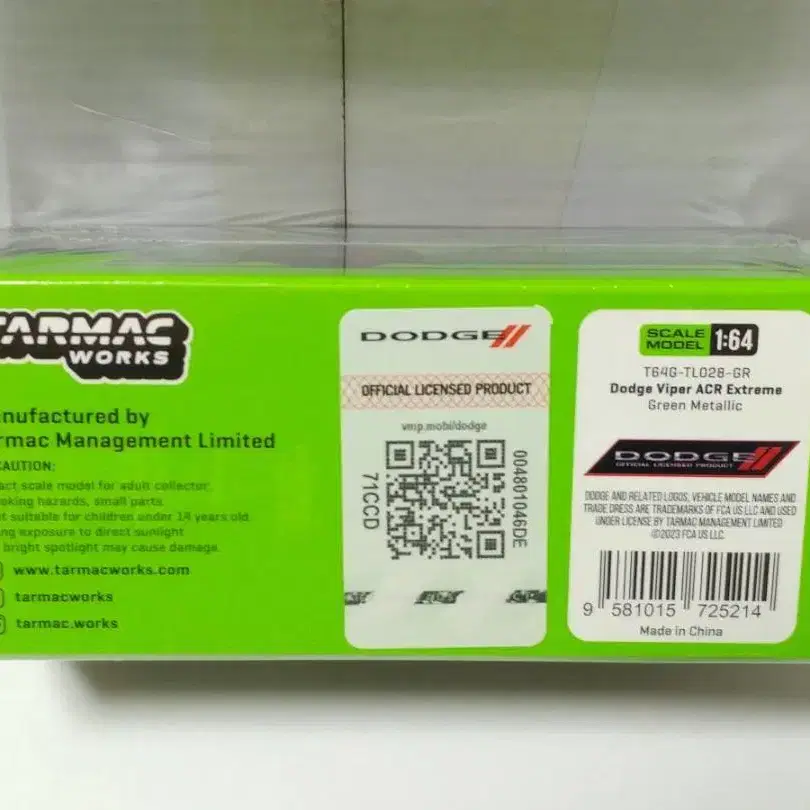 TARMAC
WORKS
nufactured by
rmac Management Limited
CAUTION:
act scale model for adult collector,
oking hazards, small parts.
t suitable for children under 14 years old.
ng exposure to direct sunlight
bright spotlight may cause damage.
www.tarmacworks.com
tarmacworks
tarmac.works
DODGE
OFFICIAL LICENSED PRODUCT
vmp.mobi/dodge
71CCD
004801046DE
SCALE
MODEL 1:64
T64G-TL028-GR
Dodge Viper ACR Extreme
Green Metallic
DODGE
OFFICIAL LICENSED PRODUCT
DODGE AND RELATED LOGOS, VEHICLE MODEL NAMES AND
TRADE DRESS ARE TRADEMARKS OF FCA US LLC AND USED
UNDER LICENSE BY TARMAC MANAGEMENT LIMITED
©2023 FCA US LLC.
9 581015 725214
Made in China